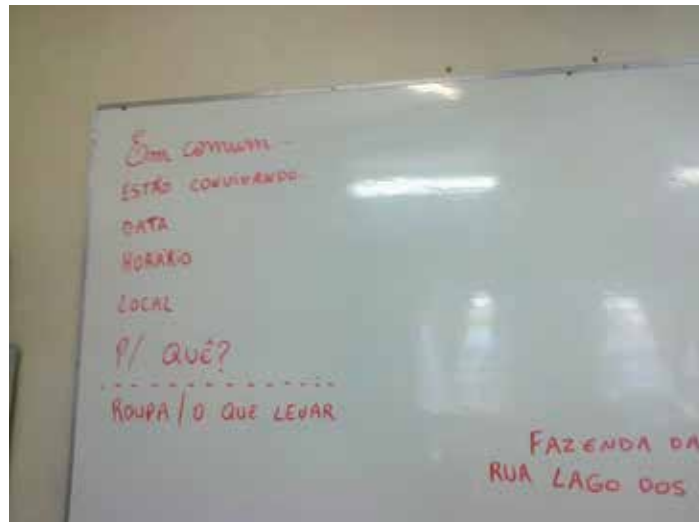 Em comum -
ESTÃO CONVIDANDO
DATA
HORÁRIO
LOCAL
P/ QUÊ?
ROUPA / O QUE LEVAR
FAZENDA DA
RUA LAGO DOS